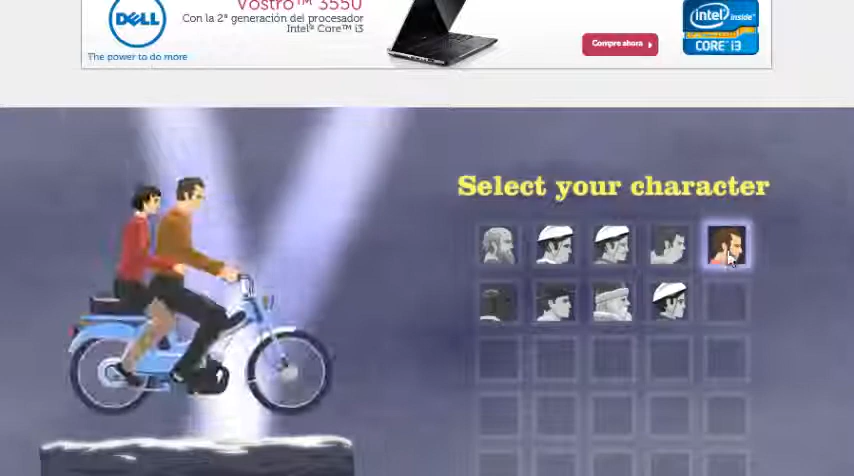 Vostro™ 3550
DELL
Con la 2ª generación del procesador
Intel® Core™ i3
The power to do more
Compre ahora
intel inside™
CORE i3
Select your character